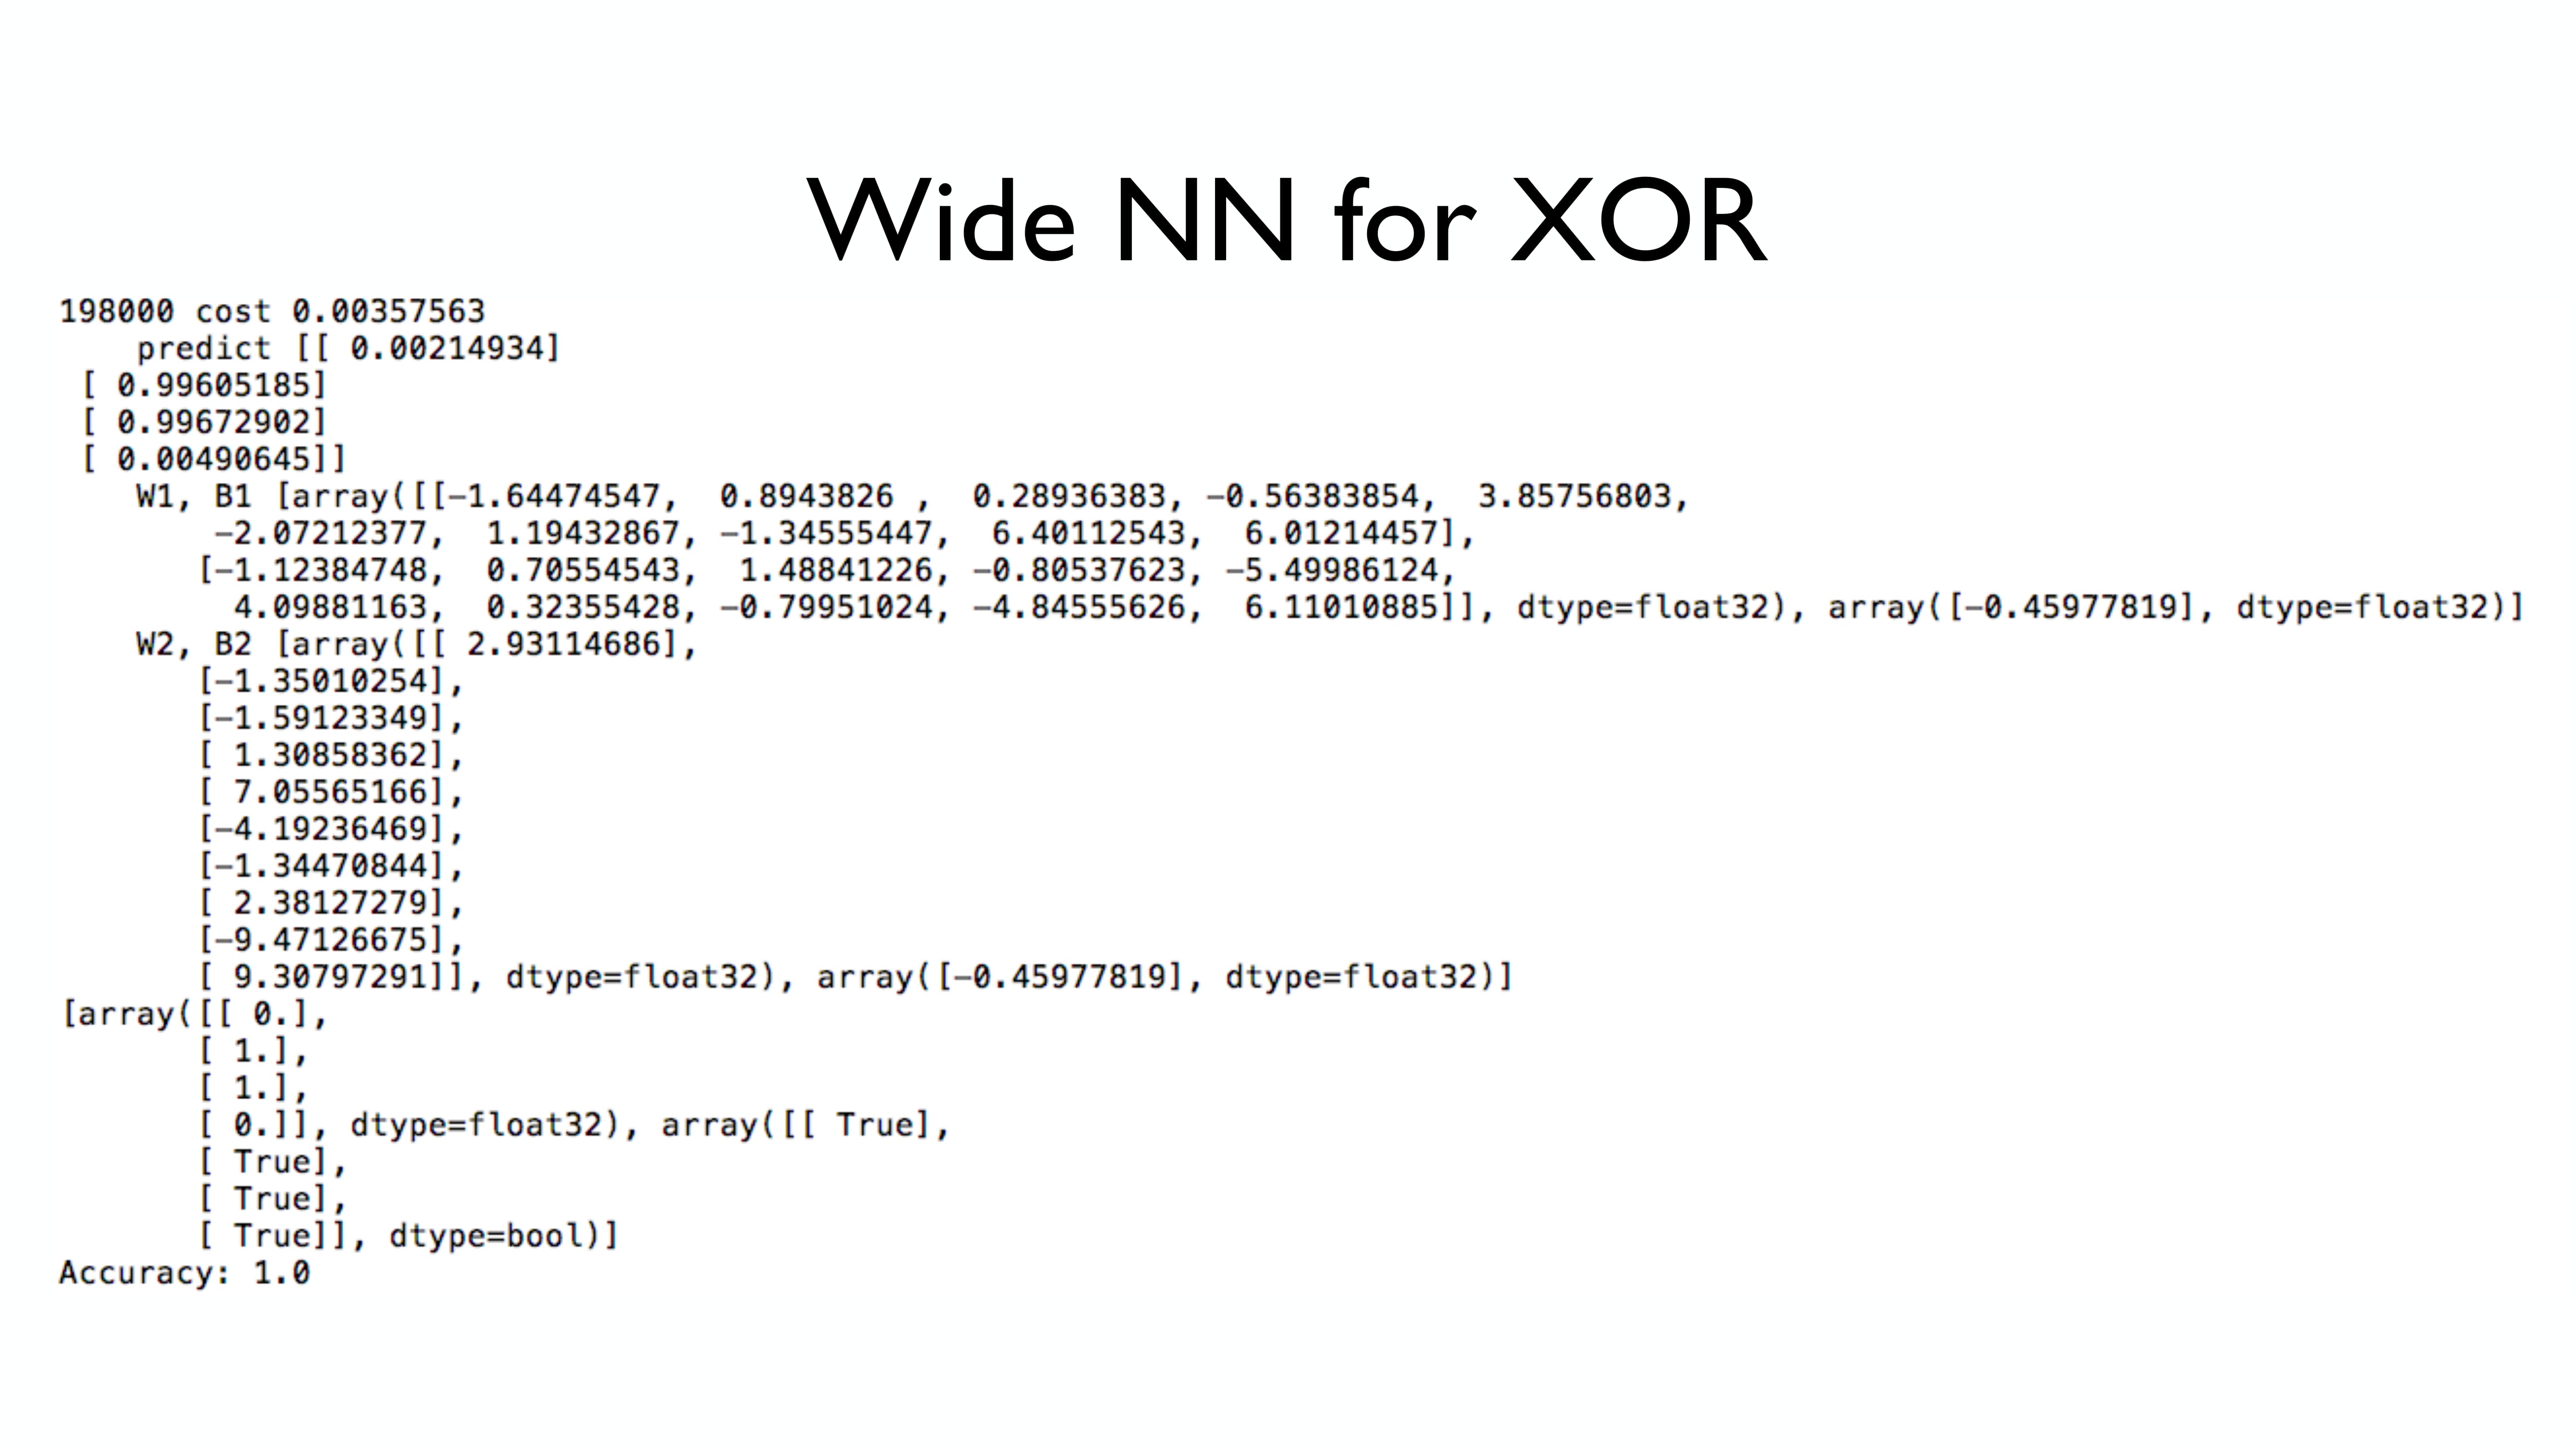 Wide NN for XOR
198000 cost 0.00357563
predict [[ 0.00214934]
[ 0.99605185]
[ 0.99672902]
[ 0.00490645]]
W1, B1 [array([[-1.64474547, 0.8943826 , 0.28936383, -0.56383854, 3.85756803,
-2.07212377, 1.19432867, -1.34555447, 6.40112543, 6.01214457],
[-1.12384748, 0.70554543, 1.48841226, -0.80537623, -5.49986124,
4.09881163, 0.32355428, -0.79951024, -4.84555626, 6.11010885]], dtype=float32), array([-0.45977819], dtype=float32)]
W2, B2 [array([[ 2.93114686],
[-1.35010254],
[-1.59123349],
[ 1.30858362],
[ 7.05565166],
[-4.19236469],
[-1.34470844],
[ 2.38127279],
[-9.47126675],
[ 9.30797291]], dtype=float32), array([-0.45977819], dtype=float32)]
[array([[ 0.],
[ 1.],
[ 1.],
[ 0.]], dtype=float32), array([[ True],
[ True],
[ True],
[ True]], dtype=bool)]
Accuracy: 1.0